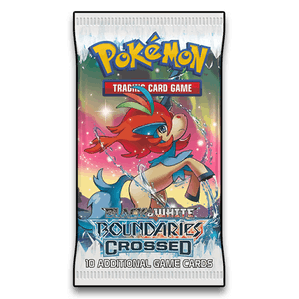 POKéMON
TRADING CARD GAME
BLACK & WHITE
BOUNDARIES
CROSSED
10 ADDITIONAL GAME CARDS